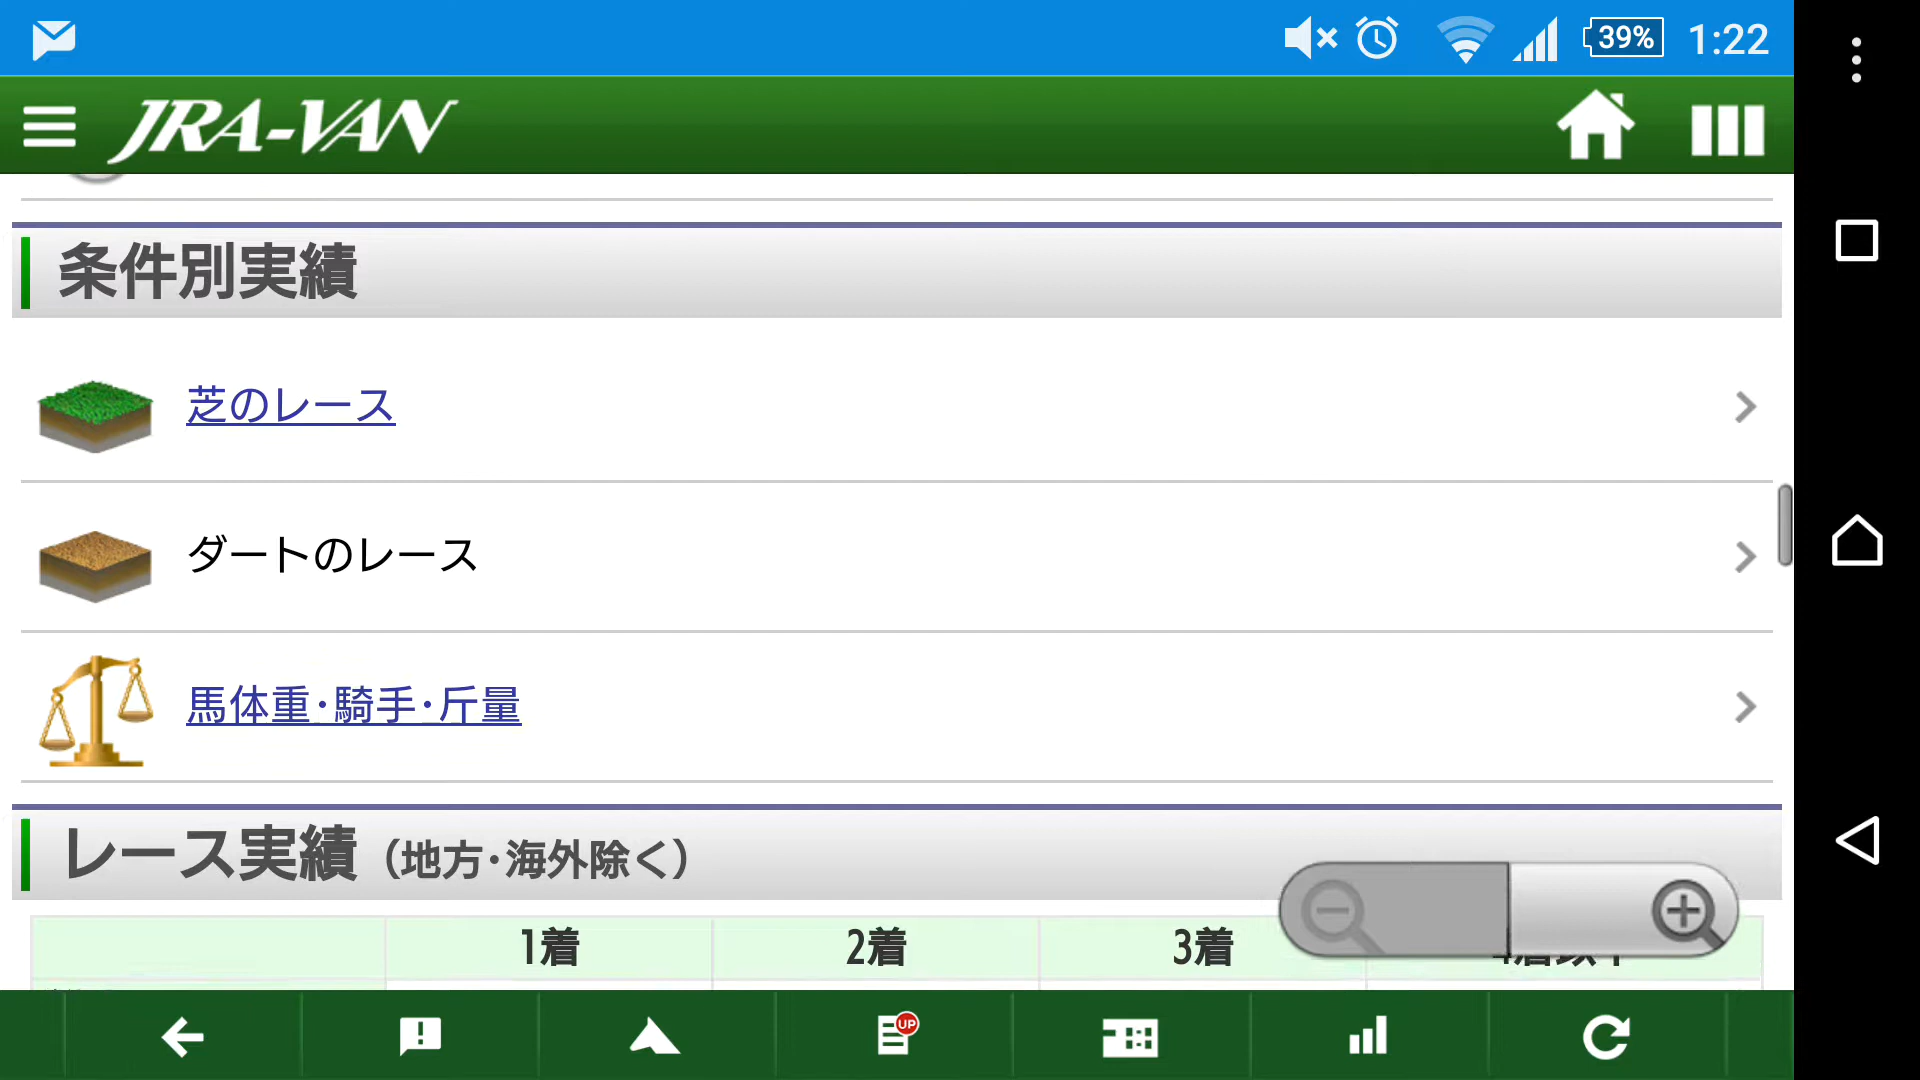 39% 1:22
JRA-VAN
条件別実績
芝のレース
ダートのレース
馬体重･騎手･斤量
レース実績 (地方･海外除く)
1着 2着 3着
UP